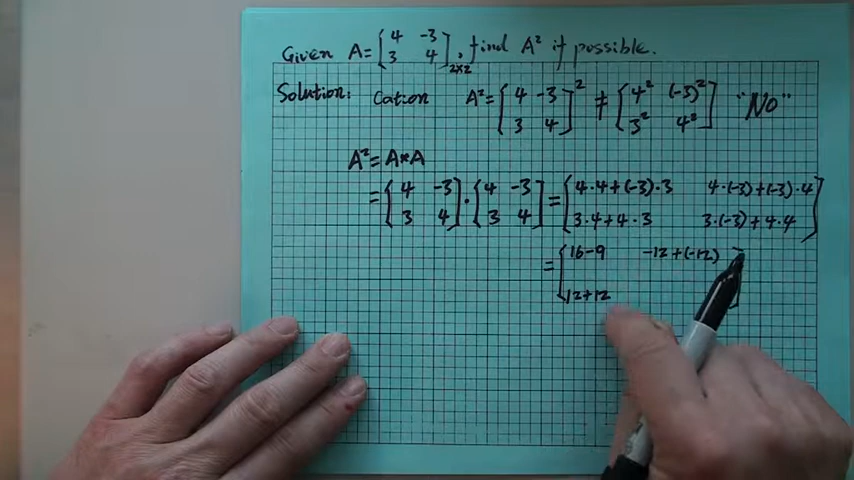 Given A = [4 -3; 3 4]2×2, find A² if possible.
Solution: Cation A² = [4 -3; 3 4]² ≠ [4² (-3)²; 3² 4²] "No"
A² = A*A
= [4 -3; 3 4] · [4 -3; 3 4] = [4·4+(-3)·3 4·(-3)+(-3)·4; 3·4+4·3 3·(-3)+4·4]
= [16-9 -12+(-12); 12+12